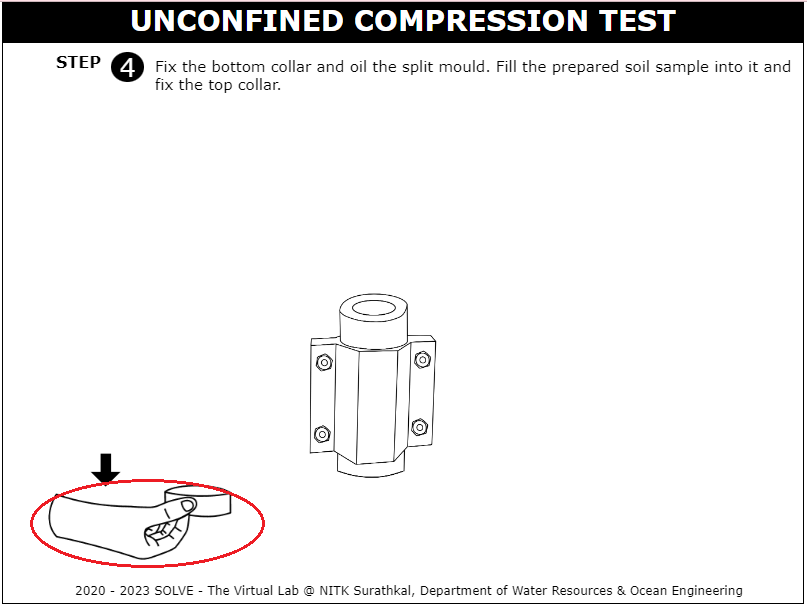 UNCONFINED COMPRESSION TEST
STEP 4 Fix the bottom collar and oil the split mould. Fill the prepared soil sample into it and
fix the top collar.
2020 - 2023 SOLVE - The Virtual Lab @ NITK Surathkal, Department of Water Resources & Ocean Engineering